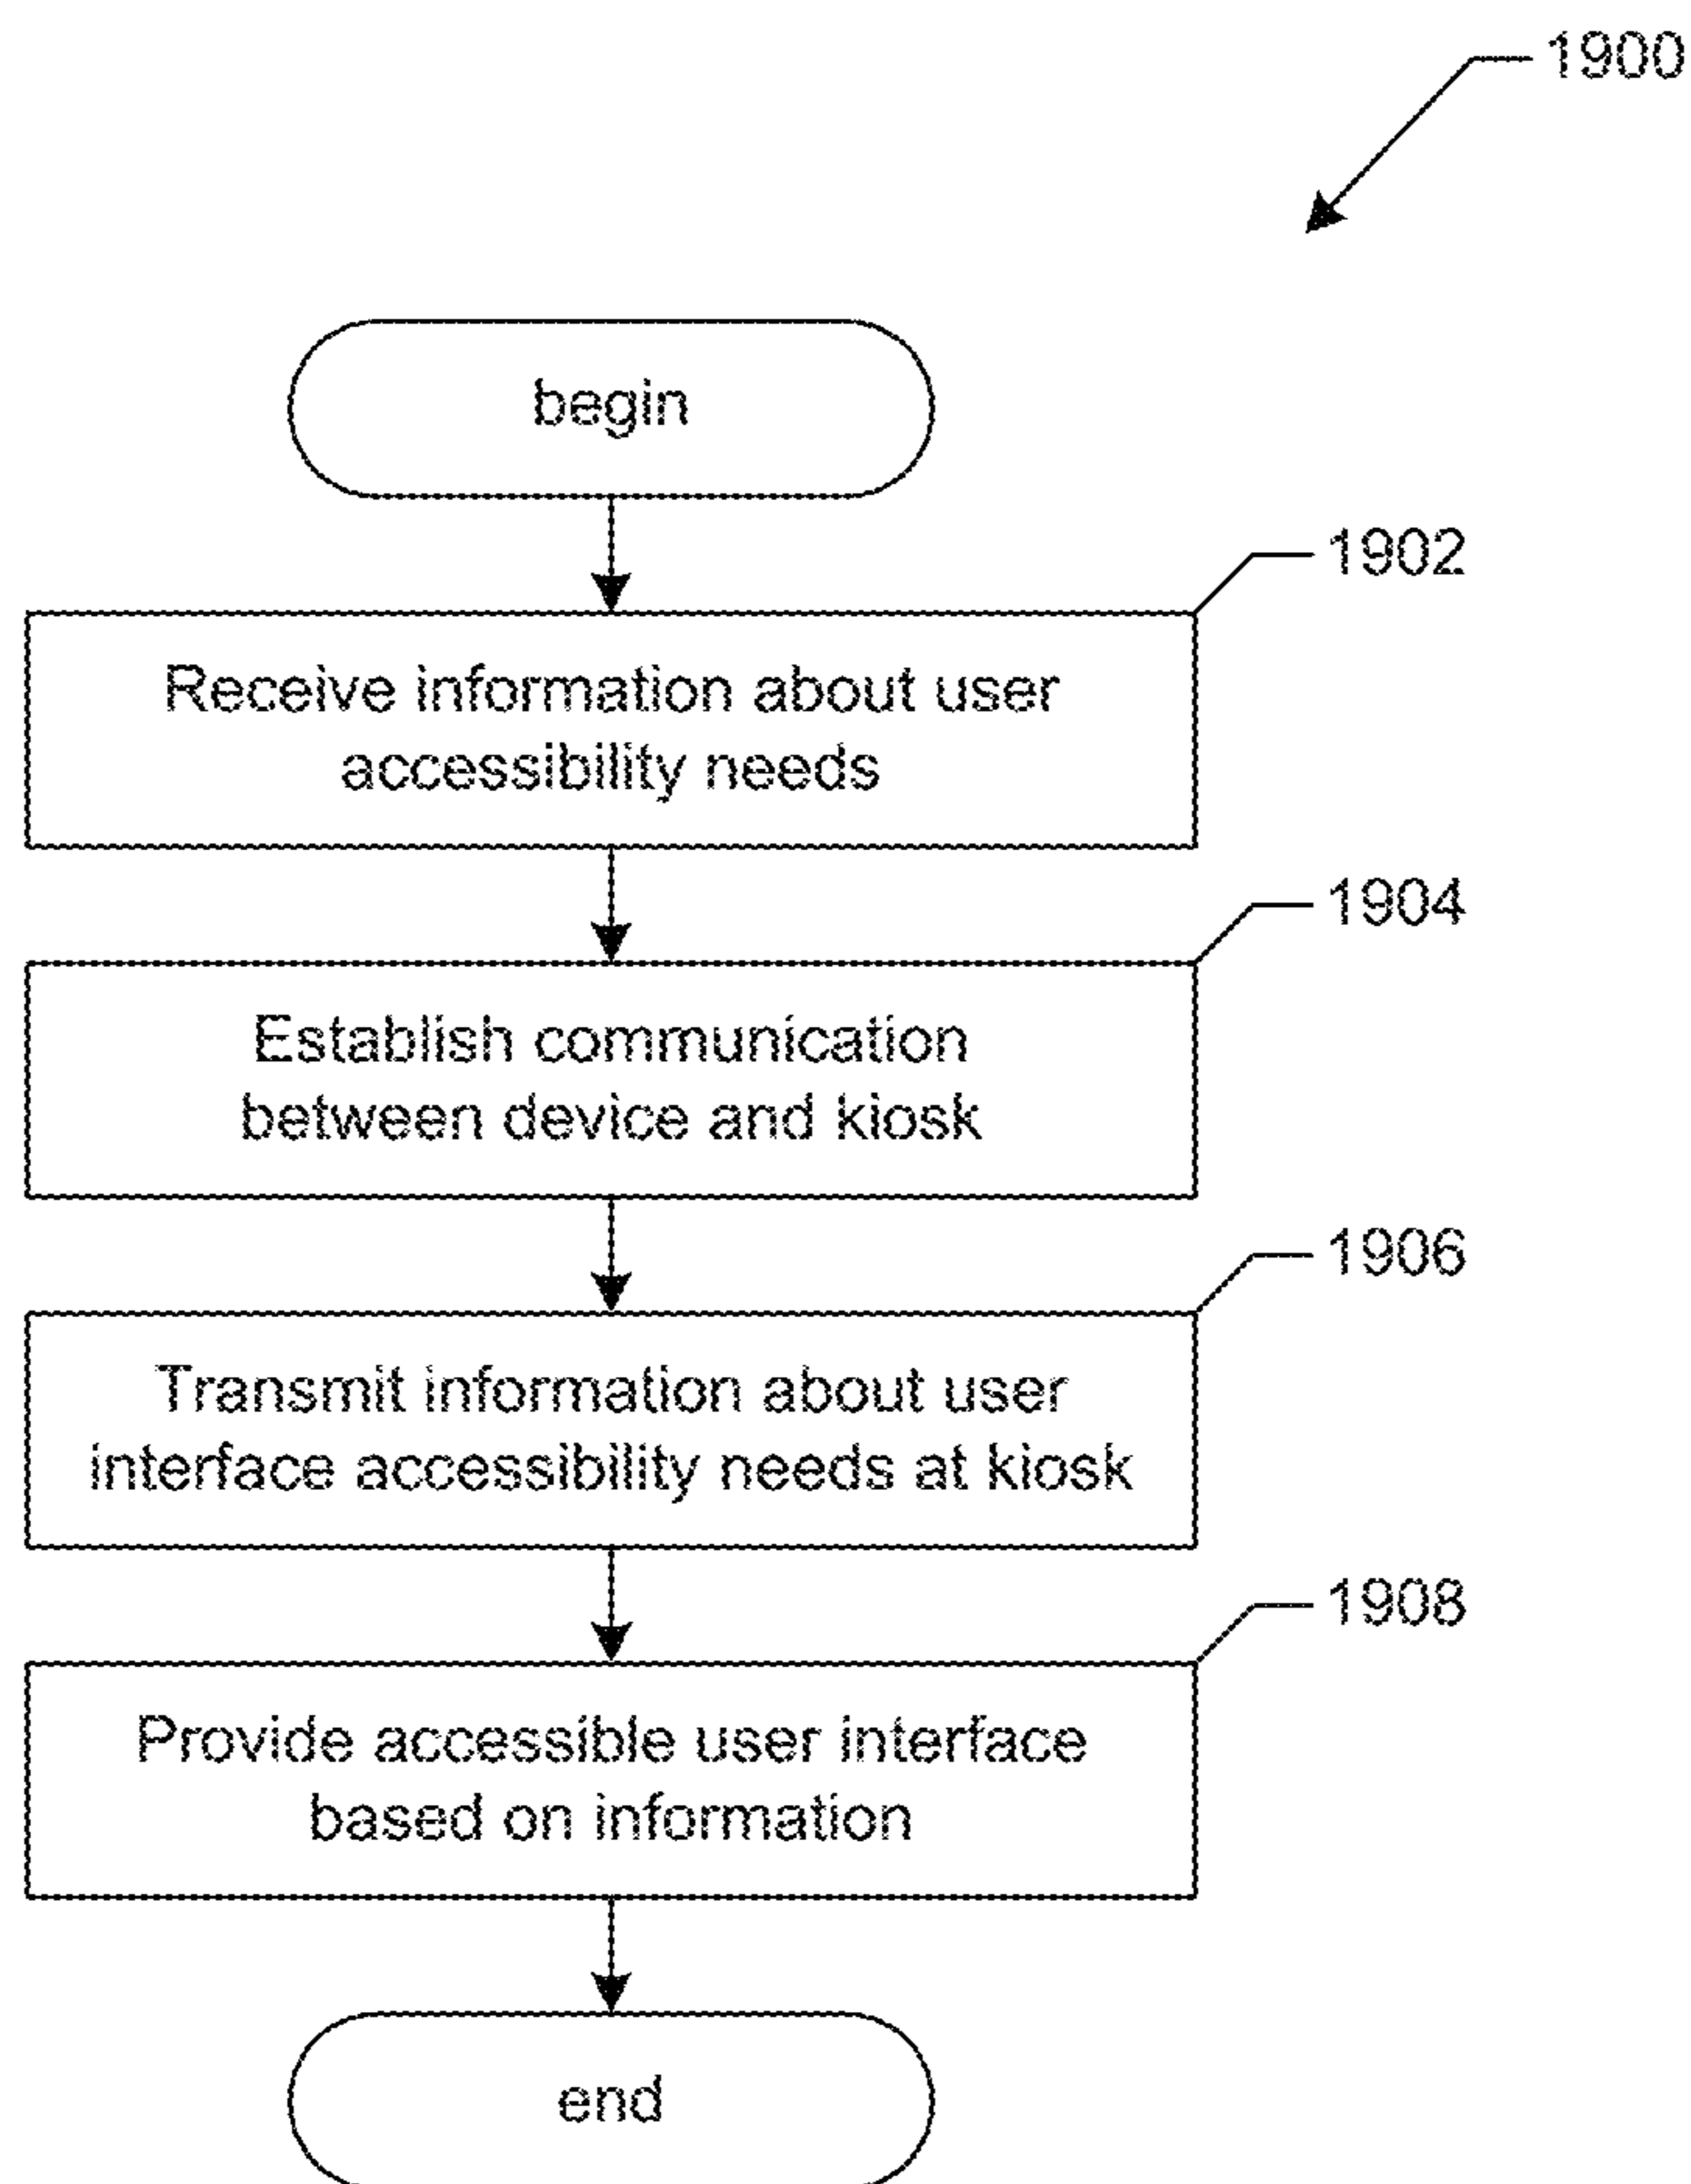 1900
begin
1902
Receive information about user
accessibility needs
1904
Establish communication
between device and kiosk
1906
Transmit information about user
interface accessibility needs at kiosk
1908
Provide accessible user interface
based on information
end